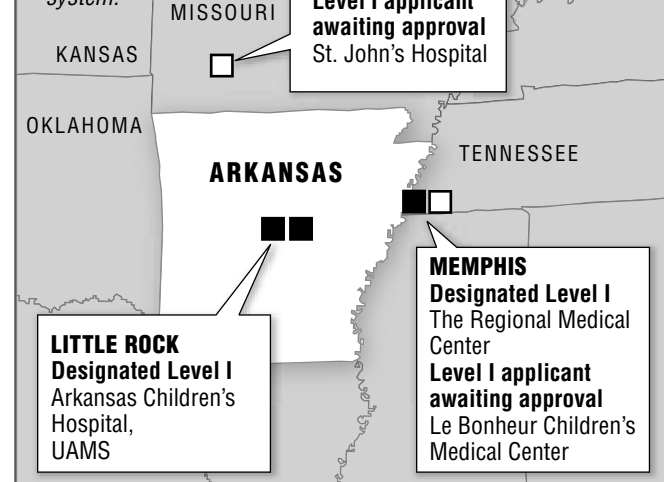 system.
MISSOURI
Level I applicant
awaiting approval
St. John’s Hospital
KANSAS
OKLAHOMA
ARKANSAS
TENNESSEE
LITTLE ROCK
Designated Level I
Arkansas Children’s
Hospital,
UAMS
MEMPHIS
Designated Level I
The Regional Medical
Center
Level I applicant
awaiting approval
Le Bonheur Children’s
Medical Center